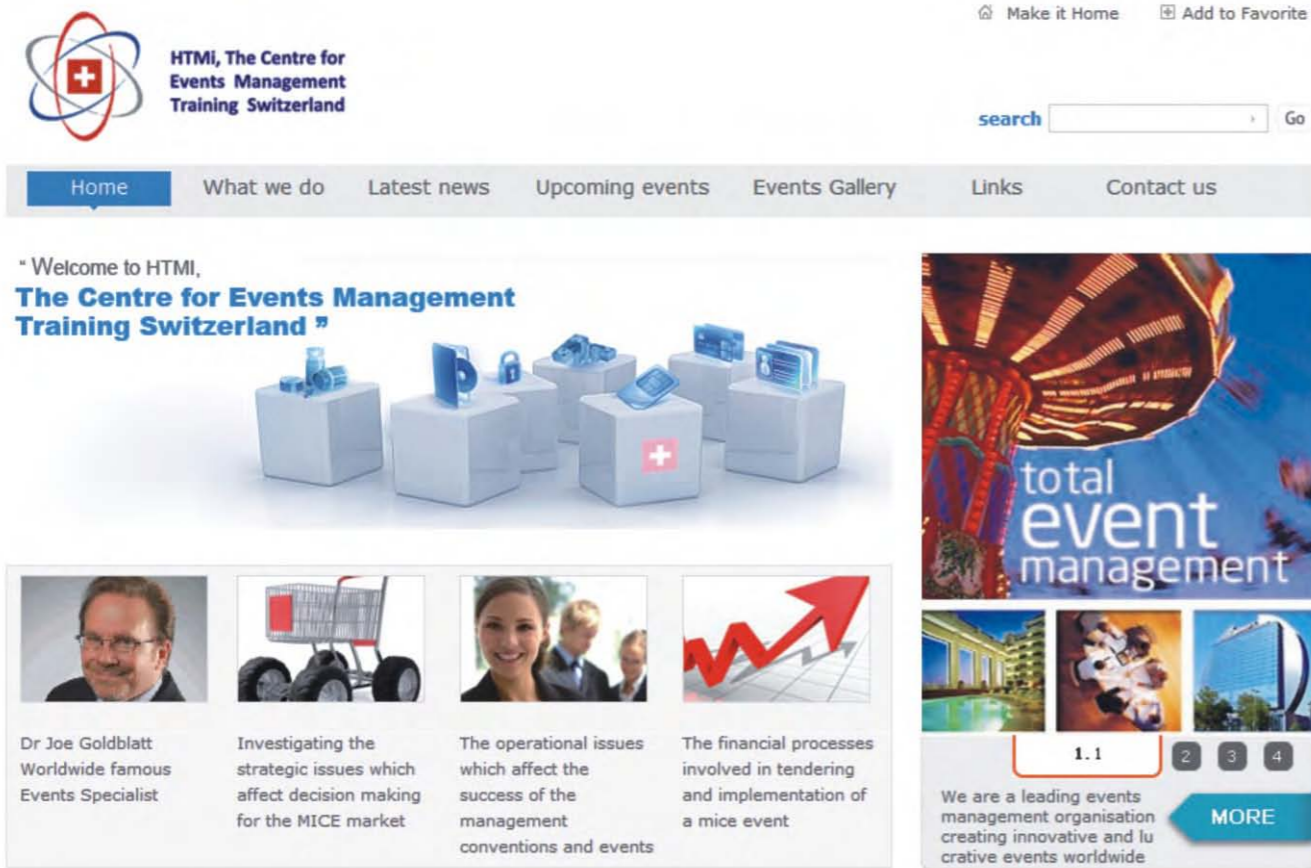 Make it Home Add to Favorite
HTMi, The Centre for
Events Management
Training Switzerland
search Go
Home What we do Latest news Upcoming events Events Gallery Links Contact us
“ Welcome to HTMI,
The Centre for Events Management
Training Switzerland ”
total
event
management
Dr Joe Goldblatt
Worldwide famous
Events Specialist
Investigating the
strategic issues which
affect decision making
for the MICE market
The operational issues
which affect the
success of the
management
conventions and events
The financial processes
involved in tendering
and implementation of
a mice event
1.1 2 3 4
We are a leading events
management organisation
creating innovative and lu
crative events worldwide
MORE